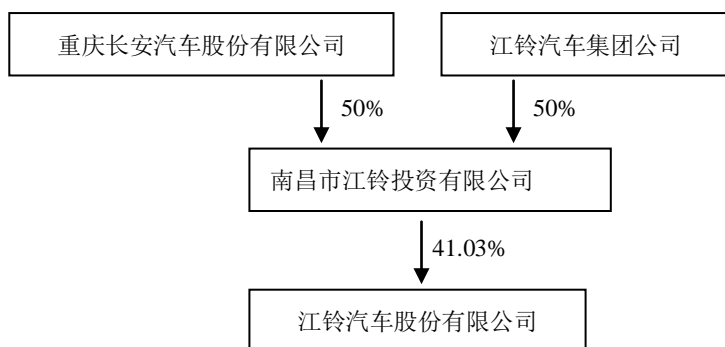 重庆长安汽车股份有限公司
江铃汽车集团公司
50%
50%
南昌市江铃投资有限公司
41.03%
江铃汽车股份有限公司